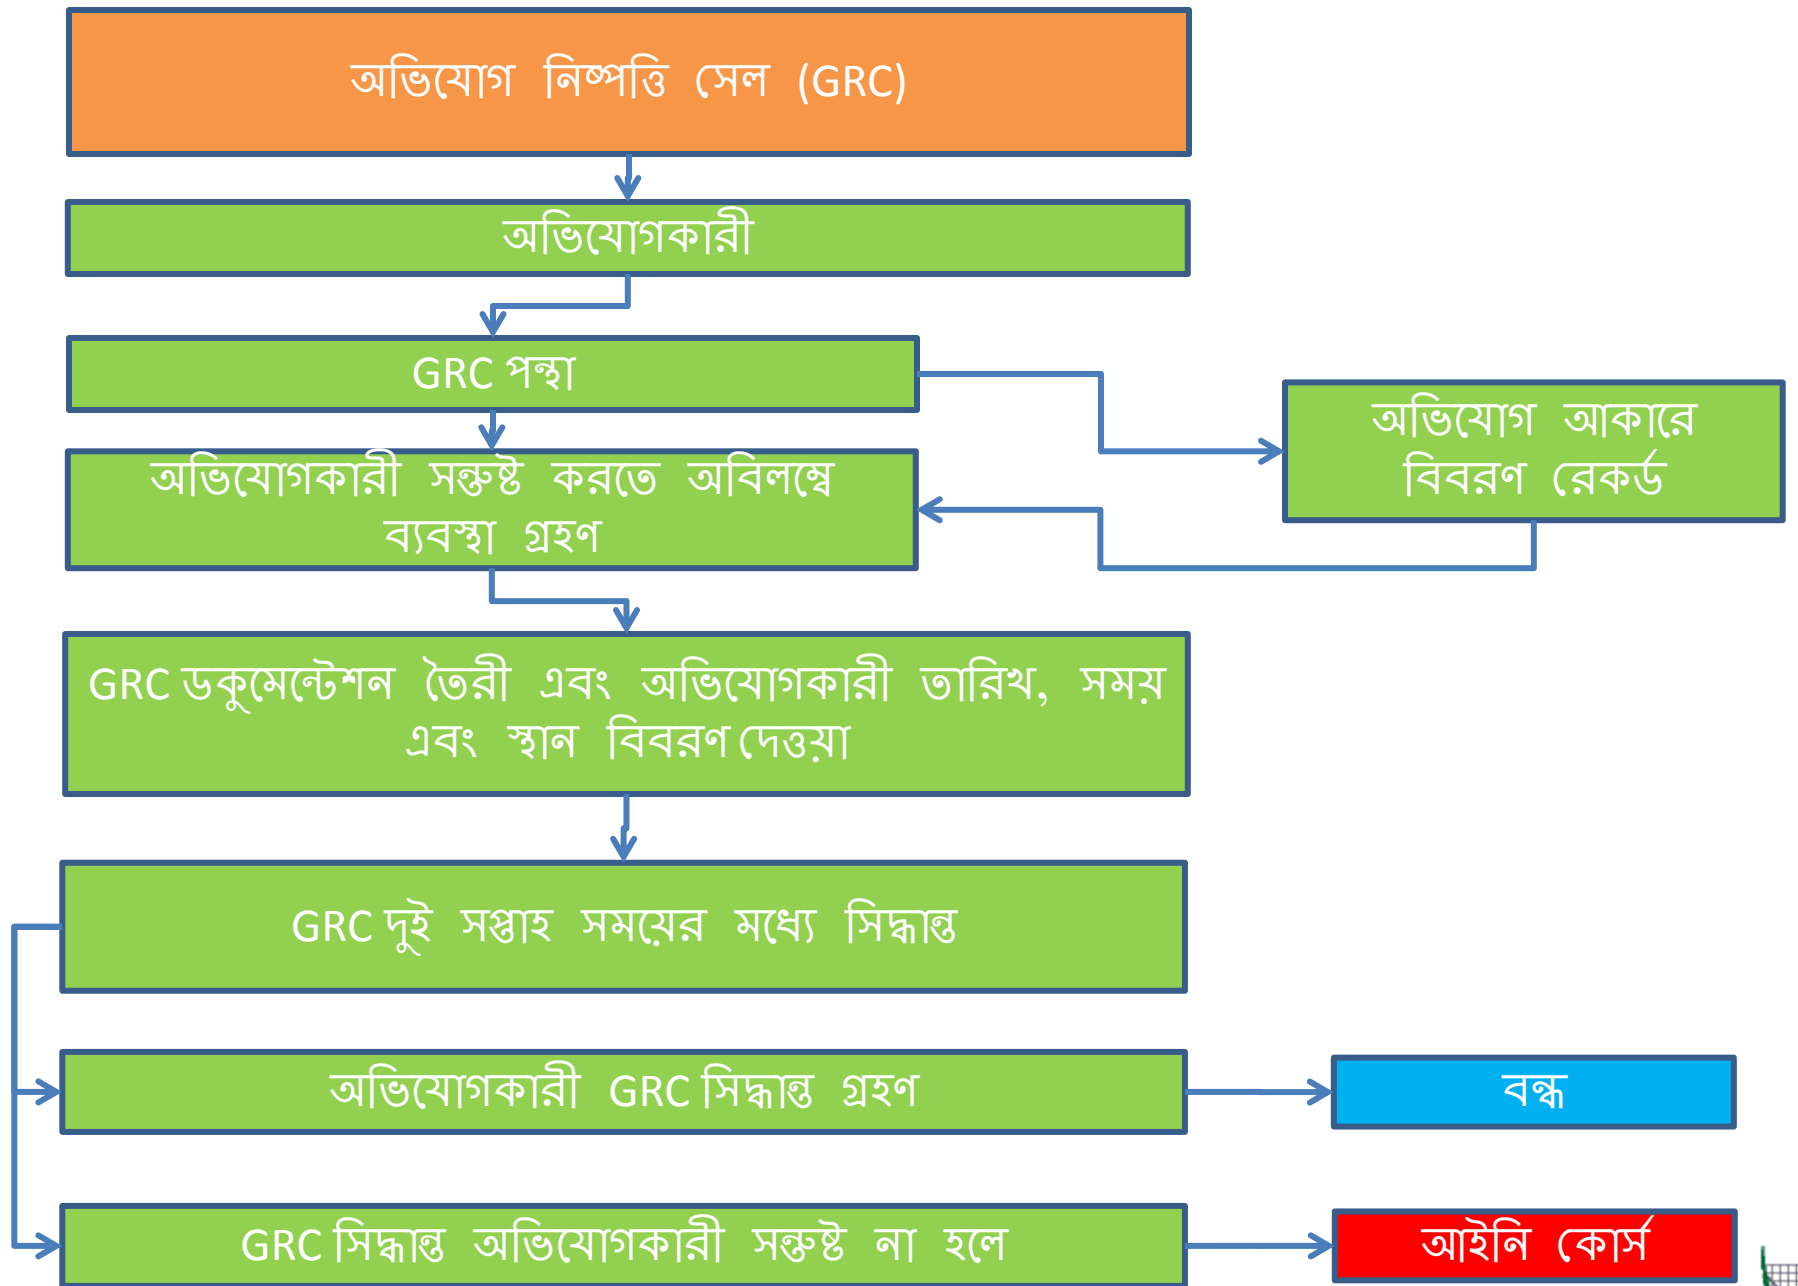 অভিযোগ নিষ্পত্তি সেল (GRC)
অভিযোগকারী
GRC পন্থা
অভিযোগ আকারে
বিবরণ রেকর্ড
অভিযোগকারী সন্তুষ্ট করতে অবিলম্বে
ব্যবস্থা গ্রহণ
GRC ডকুমেন্টেশন তৈরী এবং অভিযোগকারী তারিখ, সময়
এবং স্থান বিবরণ দেওয়া
GRC দুই সপ্তাহ সময়ের মধ্যে সিদ্ধান্ত
অভিযোগকারী GRC সিদ্ধান্ত গ্রহণ
বন্ধ
GRC সিদ্ধান্ত অভিযোগকারী সন্তুষ্ট না হলে
আইনি কোর্স